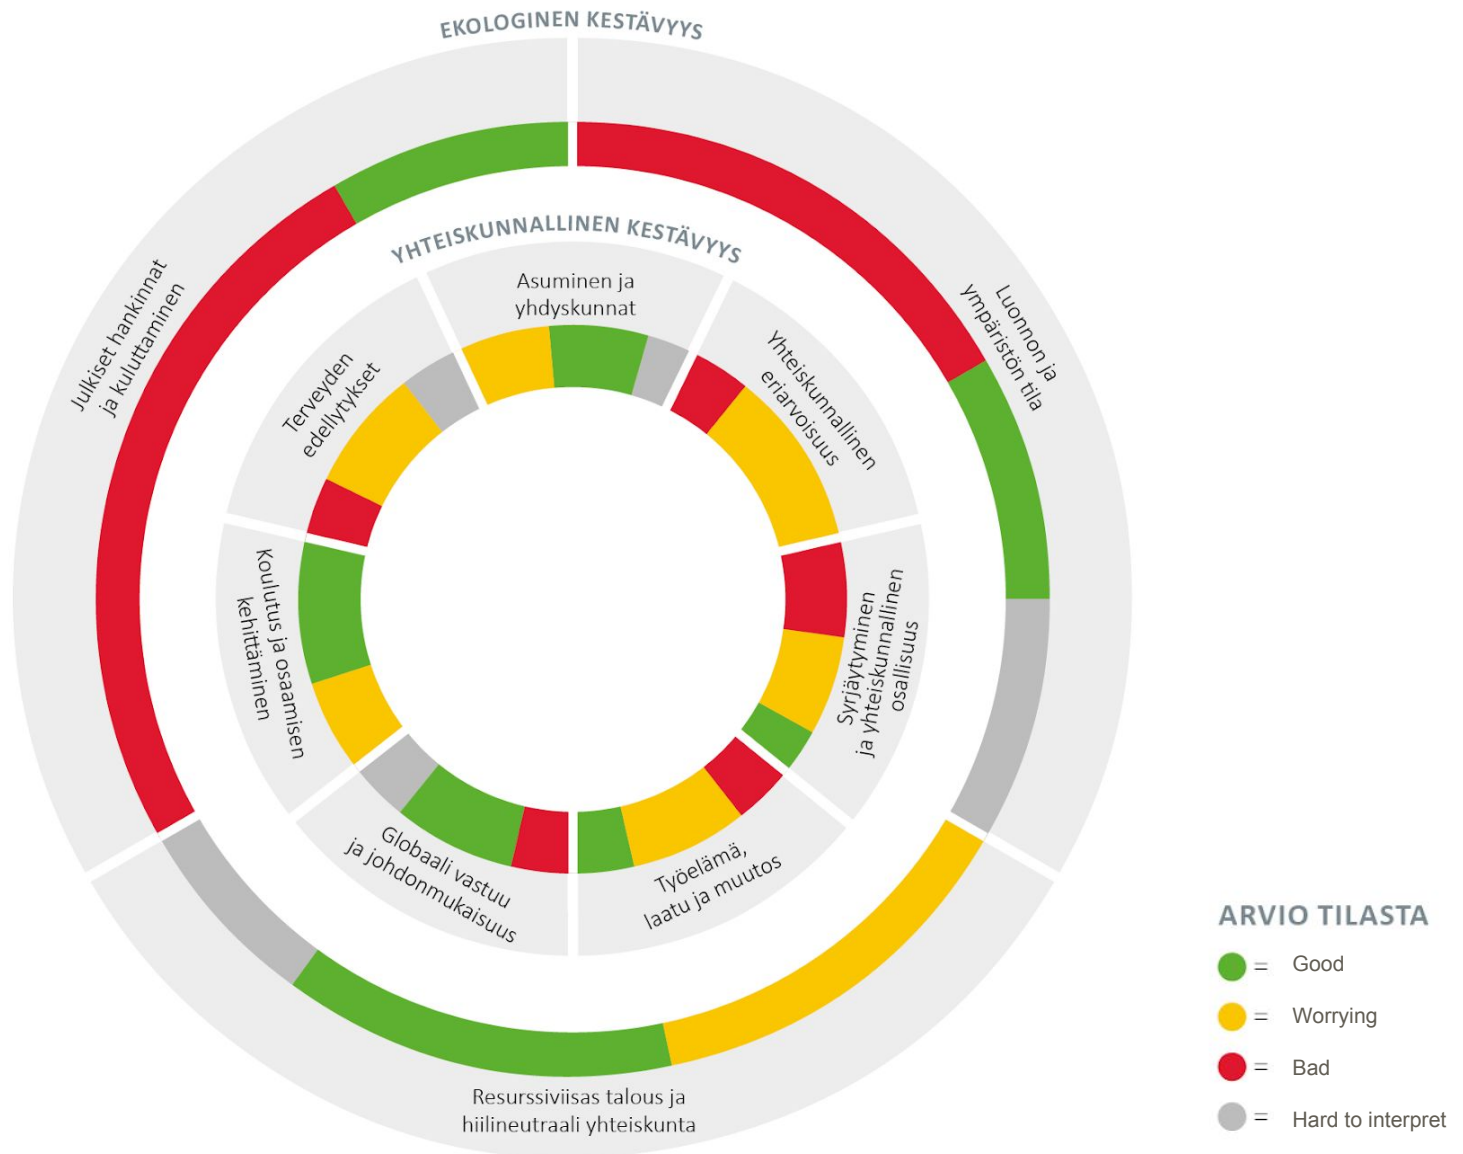 EKOLOGINEN KESTÄVYYS
YHTEISKUNNALLINEN KESTÄVYYS
Asuminen ja
yhdyskunnat
Yhteiskunnallinen
eriarvoisuus
Luonnon ja
ympäristön tila
Julkiset hankinnat
ja kuluttaminen
Terveyden
edellytykset
Koulutus ja osaamisen
kehittäminen
Syrjäytyminen
ja yhteiskunnallinen
osallisuus
Globaali vastuu
ja johdonmukaisuus
Työelämä,
laatu ja muutos
Resurssiviisas talous ja
hiilineutraali yhteiskunta
ARVIO TILASTA
= Good
= Worrying
= Bad
= Hard to interpret